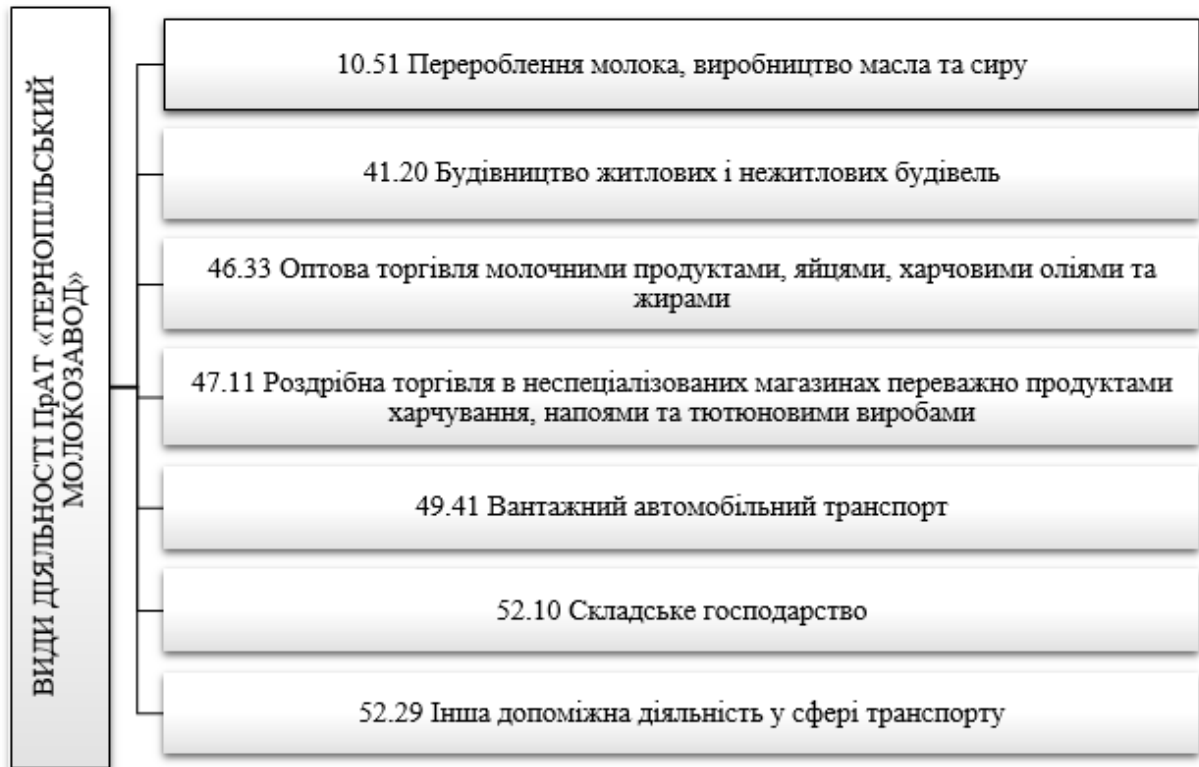 ВИДИ ДІЯЛЬНОСТІ ПрАТ «ТЕРНОПІЛЬСЬКИЙ
МОЛОКОЗАВОД»
10.51 Перероблення молока, виробництво масла та сиру
41.20 Будівництво житлових і нежитлових будівель
46.33 Оптова торгівля молочними продуктами, яйцями, харчовими оліями та
жирами
47.11 Роздрібна торгівля в неспеціалізованих магазинах переважно продуктами
харчування, напоями та тютюновими виробами
49.41 Вантажний автомобільний транспорт
52.10 Складське господарство
52.29 Інша допоміжна діяльність у сфері транспорту